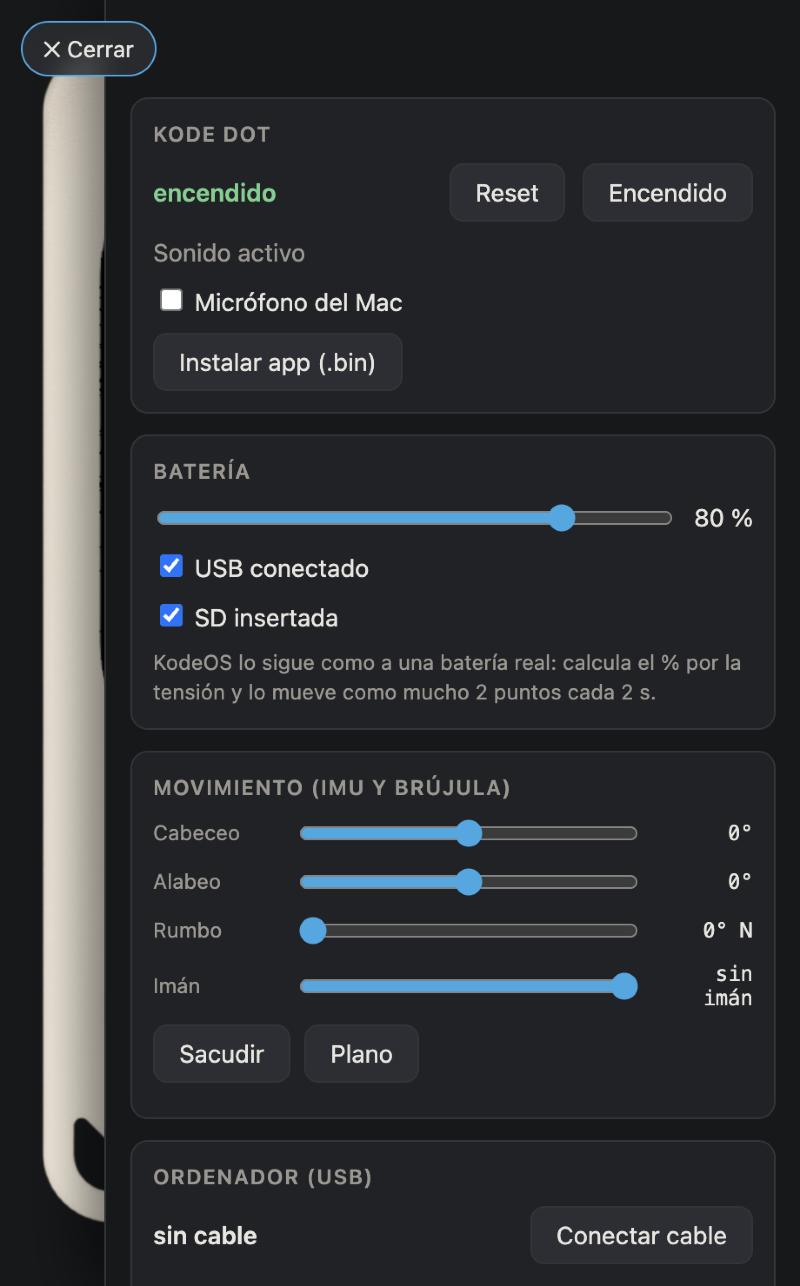 ✕ Cerrar
KODE DOT
encendido
Reset
Encendido
Sonido activo
Micrófono del Mac
Instalar app (.bin)
BATERÍA
80 %
USB conectado
SD insertada
KodeOS lo sigue como a una batería real: calcula el % por la
tensión y lo mueve como mucho 2 puntos cada 2 s.
MOVIMIENTO (IMU Y BRÚJULA)
Cabeceo 0°
Alabeo 0°
Rumbo 0° N
Imán sin
imán
Sacudir
Plano
ORDENADOR (USB)
sin cable
Conectar cable